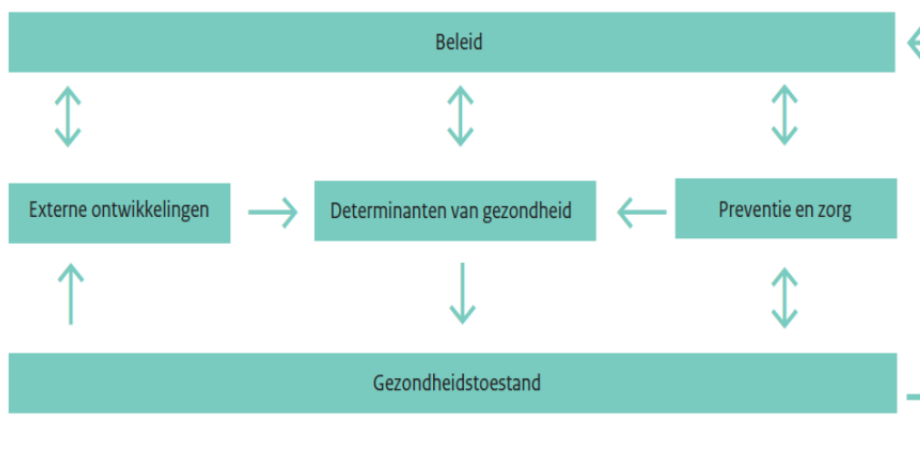 Beleid
Externe ontwikkelingen
Determinanten van gezondheid
Preventie en zorg
Gezondheidstoestand